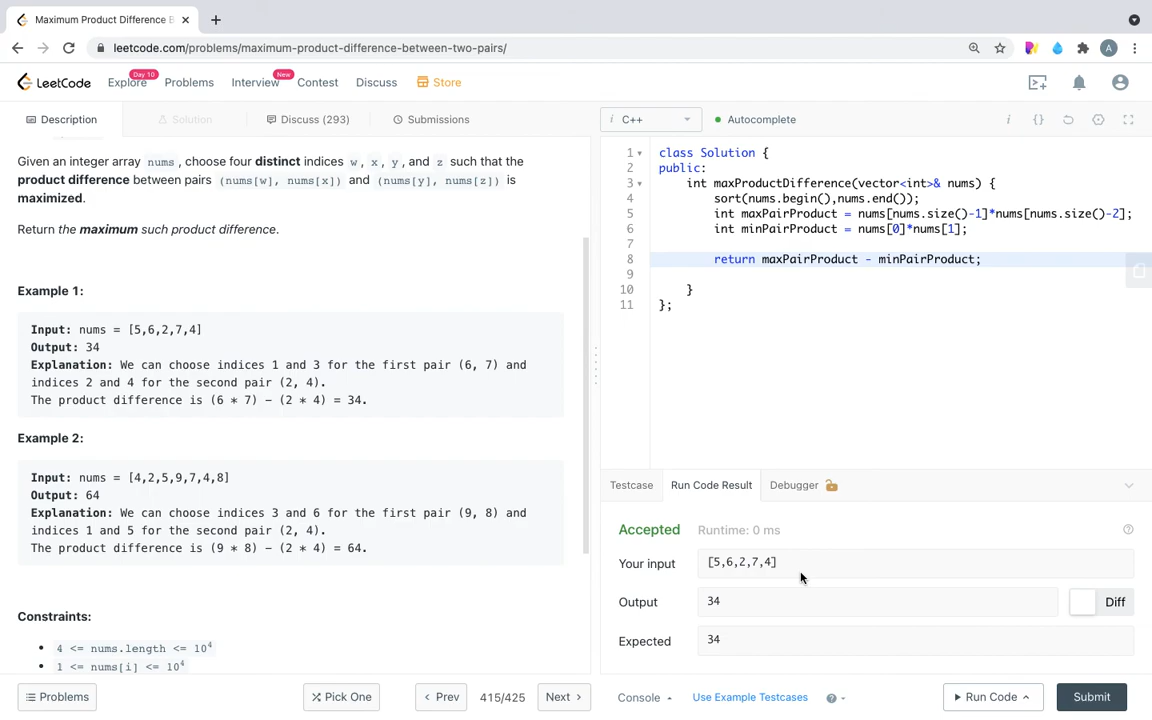 Maximum Product Difference B
leetcode.com/problems/maximum-product-difference-between-two-pairs/
A
LeetCode
Explore
Day 10
Problems
Interview
New
Contest
Discuss
Store
Description
Solution
Discuss (293)
Submissions
i C++
Autocomplete
Given an integer array nums, choose four distinct indices w, x, y, and z such that the
product difference between pairs (nums[w], nums[x]) and (nums[y], nums[z]) is
maximized.
Return the maximum such product difference.
Example 1:
Input: nums = [5,6,2,7,4]
Output: 34
Explanation: We can choose indices 1 and 3 for the first pair (6, 7) and
indices 2 and 4 for the second pair (2, 4).
The product difference is (6 * 7) - (2 * 4) = 34.
Example 2:
Input: nums = [4,2,5,9,7,4,8]
Output: 64
Explanation: We can choose indices 3 and 6 for the first pair (9, 8) and
indices 1 and 5 for the second pair (2, 4).
The product difference is (9 * 8) - (2 * 4) = 64.
Constraints:
• 4 <= nums.length <= 10⁴
• 1 <= nums[i] <= 10⁴
1 class Solution {
2 public:
3 int maxProductDifference(vector<int>& nums) {
4 sort(nums.begin(),nums.end());
5 int maxPairProduct = nums[nums.size()-1]*nums[nums.size()-2];
6 int minPairProduct = nums[0]*nums[1];
7
8 return maxPairProduct - minPairProduct;
9
10 }
11 };
Testcase
Run Code Result
Debugger
Accepted
Runtime: 0 ms
Your input
[5,6,2,7,4]
Output
34
Diff
Expected
34
Problems
Pick One
< Prev
415/425
Next >
Console
Use Example Testcases
Run Code
Submit